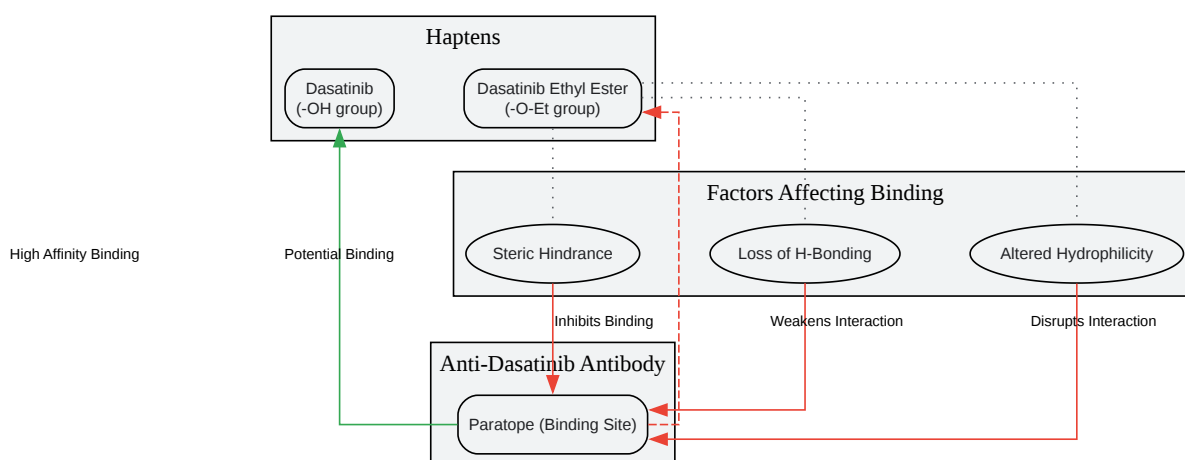 Haptens
Dasatinib
(-OH group)
Dasatinib Ethyl Ester
(-O-Et group)
Factors Affecting Binding
Steric Hindrance
Loss of H-Bonding
Altered Hydrophilicity
High Affinity Binding
Potential Binding
Inhibits Binding
Weakens Interaction
Disrupts Interaction
Anti-Dasatinib Antibody
Paratope (Binding Site)